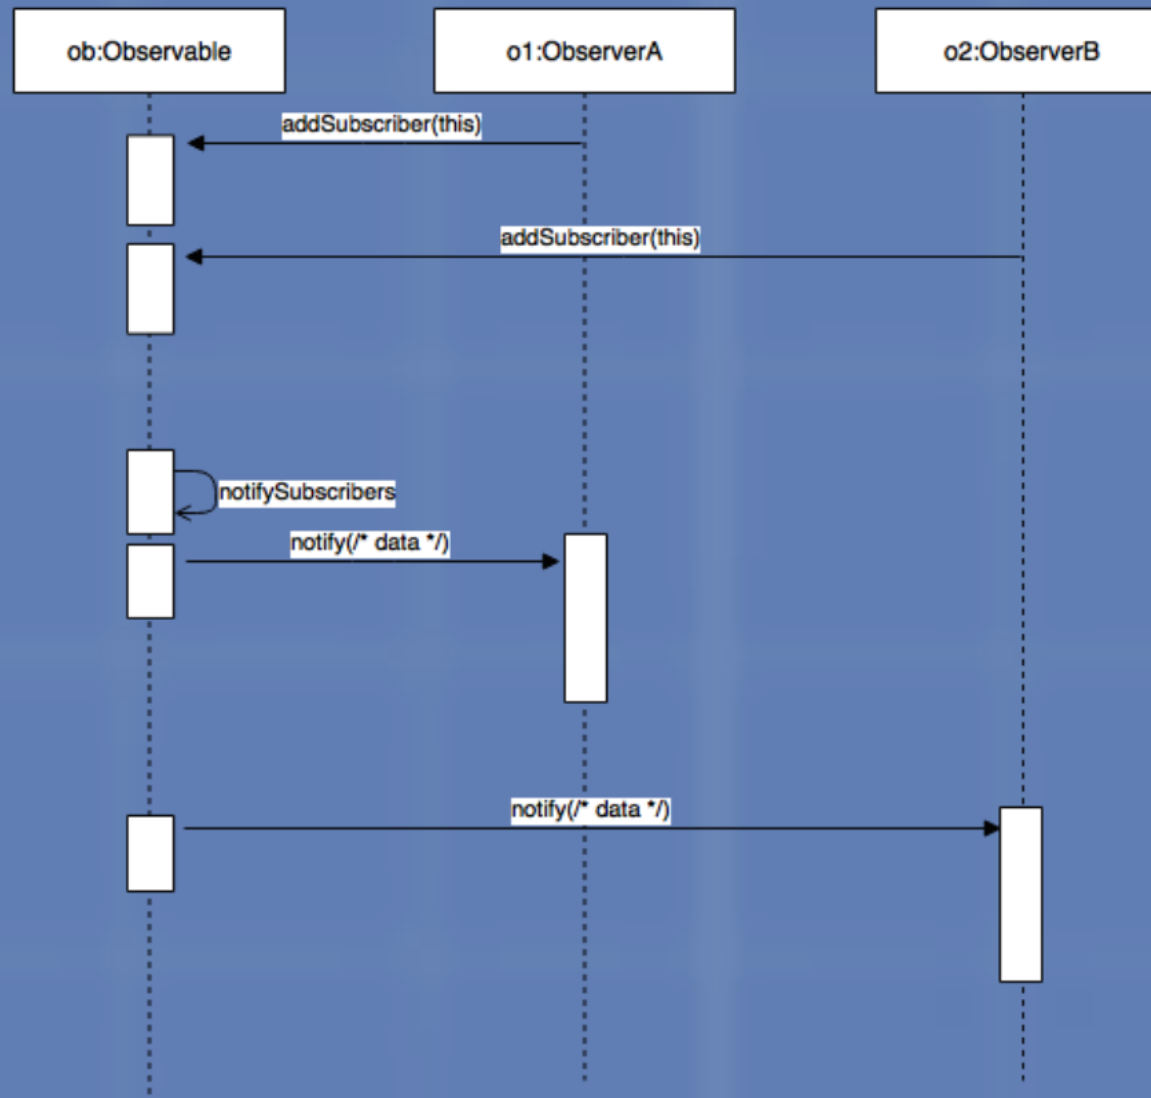 ob:Observable
o1:ObserverA
o2:ObserverB
addSubscriber(this)
addSubscriber(this)
notifySubscribers
notify(/* data */)
notify(/* data */)